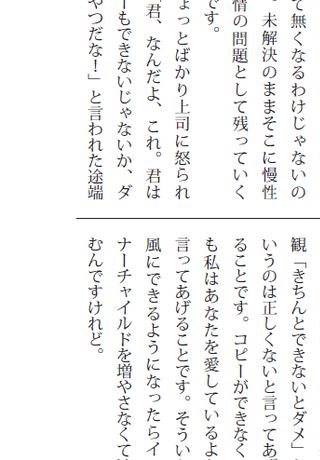 て無くなるわけじゃないの
。未解決のままそこに慢性
情の問題として残っていく
です。
ょっとばかり上司に怒られ
君、なんだよ、これ。君は
ーもできないじゃないか、ダ
やつだな！」と言われた途端
観「きちんとできないとダメ」
いうのは正しくないと言ってあ
ることです。コピーができなく
も私はあなたを愛しているよ
言ってあげることです。そうい
風にできるようになったらイ
ナーチャイルドを増やさなくて
むんですけれど。